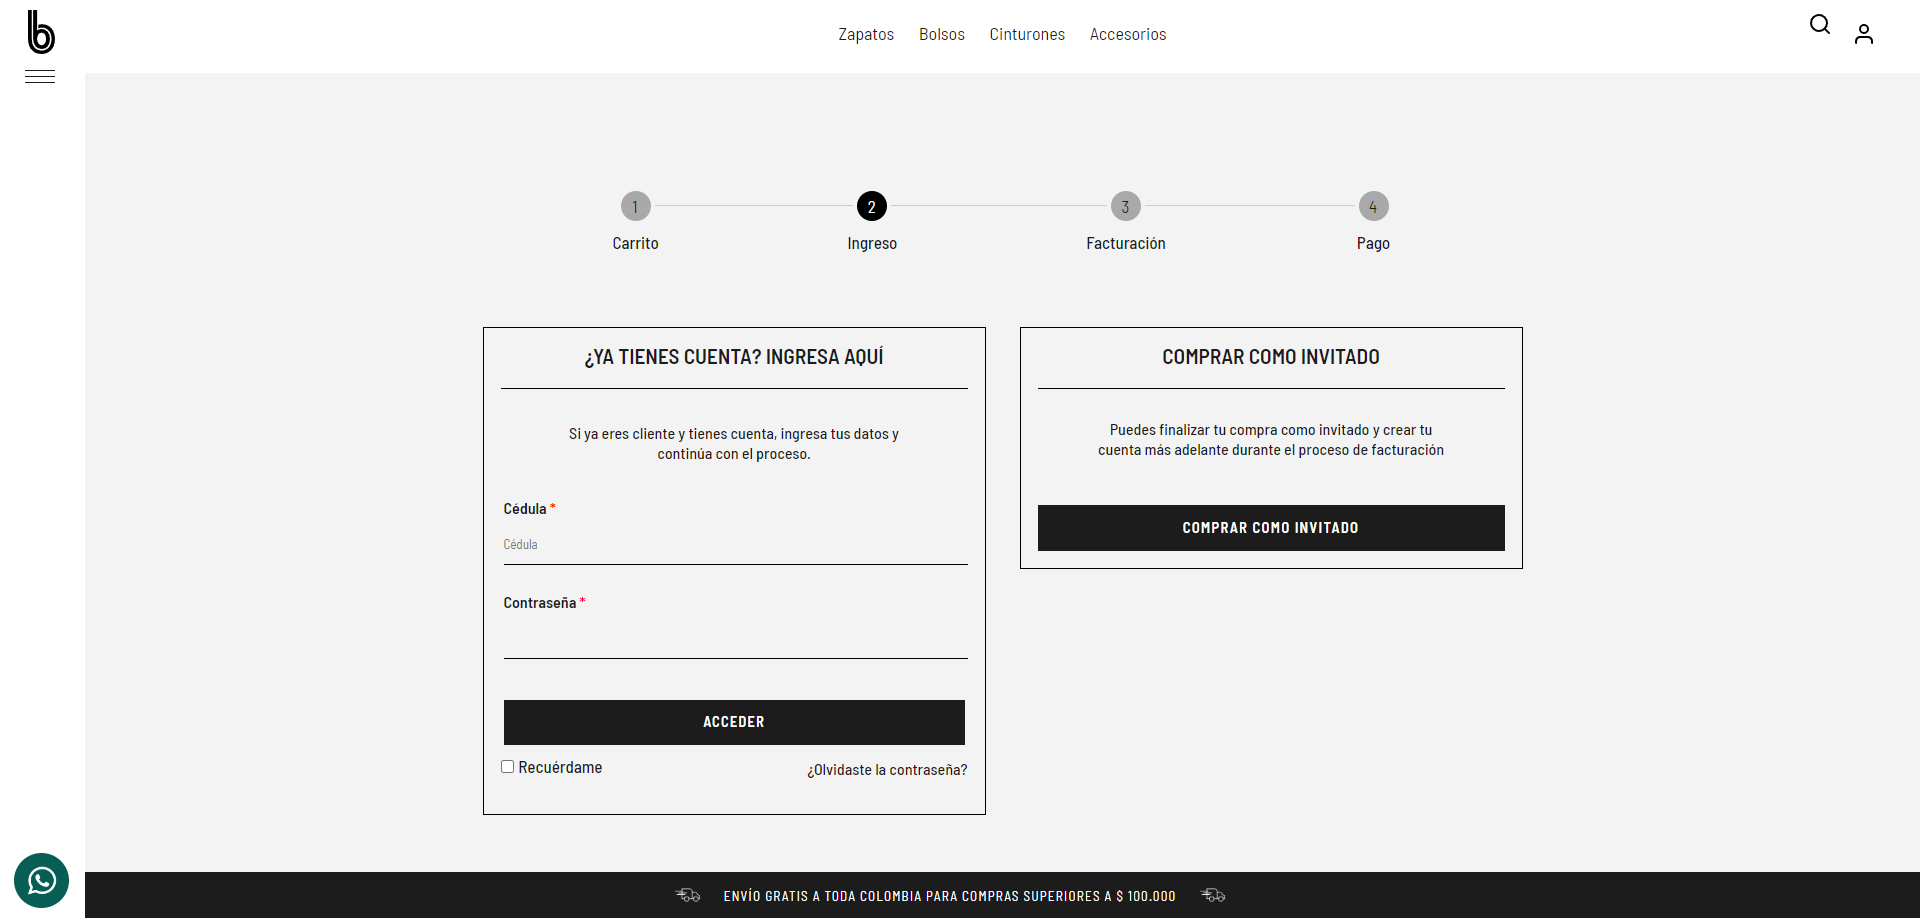 b
Zapatos Bolsos Cinturones Accesorios
1 2 3 4
Carrito Ingreso Facturación Pago
¿YA TIENES CUENTA? INGRESA AQUÍ
Si ya eres cliente y tienes cuenta, ingresa tus datos y
continúa con el proceso.
Cédula *
Cédula
Contraseña *
ACCEDER
Recuérdame ¿Olvidaste la contraseña?
COMPRAR COMO INVITADO
Puedes finalizar tu compra como invitado y crear tu
cuenta más adelante durante el proceso de facturación
COMPRAR COMO INVITADO
ENVÍO GRATIS A TODA COLOMBIA PARA COMPRAS SUPERIORES A $ 100.000